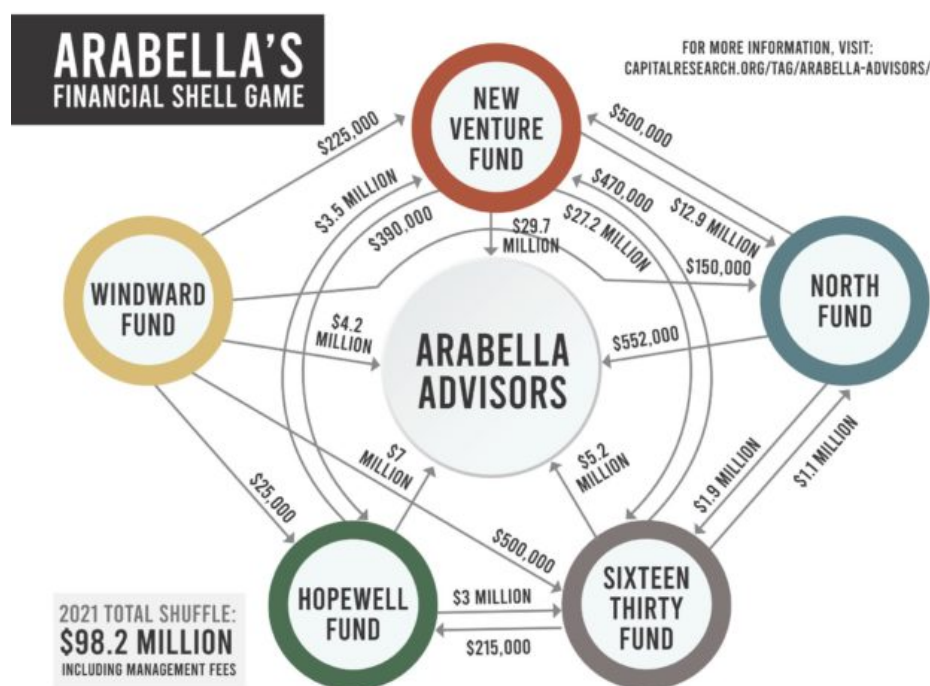 ARABELLA'S
FINANCIAL SHELL GAME
FOR MORE INFORMATION, VISIT:
CAPITALRESEARCH.ORG/TAG/ARABELLA-ADVISORS/
NEW
VENTURE
FUND
$225,000
$500,000
$3.5 MILLION
$390,000
$470,000
$27.2 MILLION
$12.9 MILLION
$29.7
MILLION
$150,000
WINDWARD
FUND
NORTH
FUND
$4.2
MILLION
$552,000
ARABELLA
ADVISORS
$7
MILLION
$5.2
MILLION
$1.9 MILLION
$1.1 MILLION
$25,000
$500,000
HOPEWELL
FUND
$3 MILLION
$215,000
SIXTEEN
THIRTY
FUND
2021 TOTAL SHUFFLE:
$98.2 MILLION
INCLUDING MANAGEMENT FEES